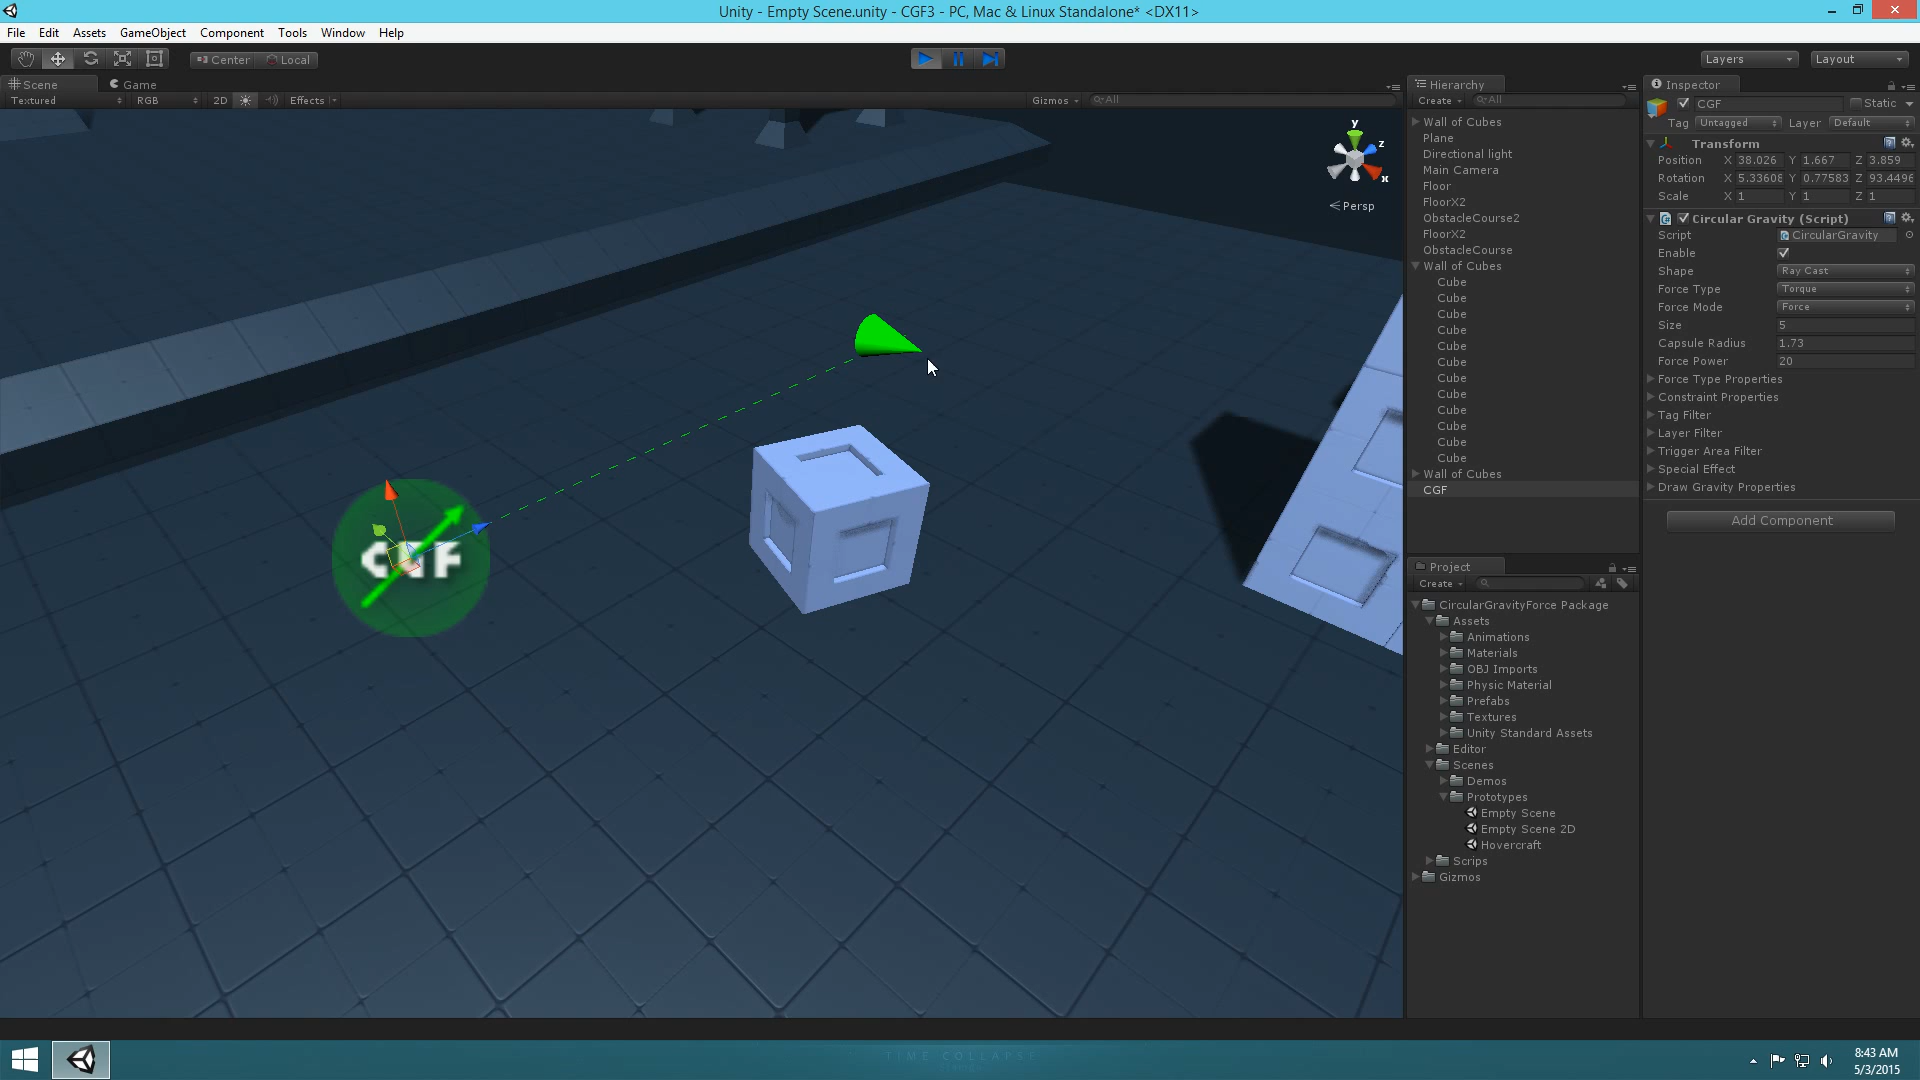 Unity - Empty Scene.unity - CGF3 - PC, Mac & Linux Standalone* <DX11>
File Edit Assets GameObject Component Tools Window Help
Center Local
Layers Layout
Scene Game
Textured RGB 2D Effects Gizmos All
y
z
x
Persp
CGF
Hierarchy
Create All
Wall of Cubes
Plane
Directional light
Main Camera
Floor
FloorX2
ObstacleCourse2
FloorX2
ObstacleCourse
Wall of Cubes
Cube
Cube
Cube
Cube
Cube
Cube
Cube
Cube
Cube
Cube
Cube
Cube
Wall of Cubes
CGF
Project
Create
CircularGravityForce Package
Assets
Animations
Materials
OBJ Imports
Physic Material
Prefabs
Textures
Unity Standard Assets
Editor
Scenes
Demos
Prototypes
Empty Scene
Empty Scene 2D
Hovercraft
Scrips
Gizmos
Inspector
CGF Static
Tag Untagged Layer Default
Transform
Position X 38.026 Y 1.667 Z 3.859
Rotation X 5.33608 Y 0.77583 Z 93.4496
Scale X 1 Y 1 Z 1
Circular Gravity (Script)
Script CircularGravity
Enable
Shape Ray Cast
Force Type Torque
Force Mode Force
Size 5
Capsule Radius 1.73
Force Power 20
Force Type Properties
Constraint Properties
Tag Filter
Layer Filter
Trigger Area Filter
Special Effect
Draw Gravity Properties
Add Component
TIME COLLAPSE
8:43 AM
5/3/2015